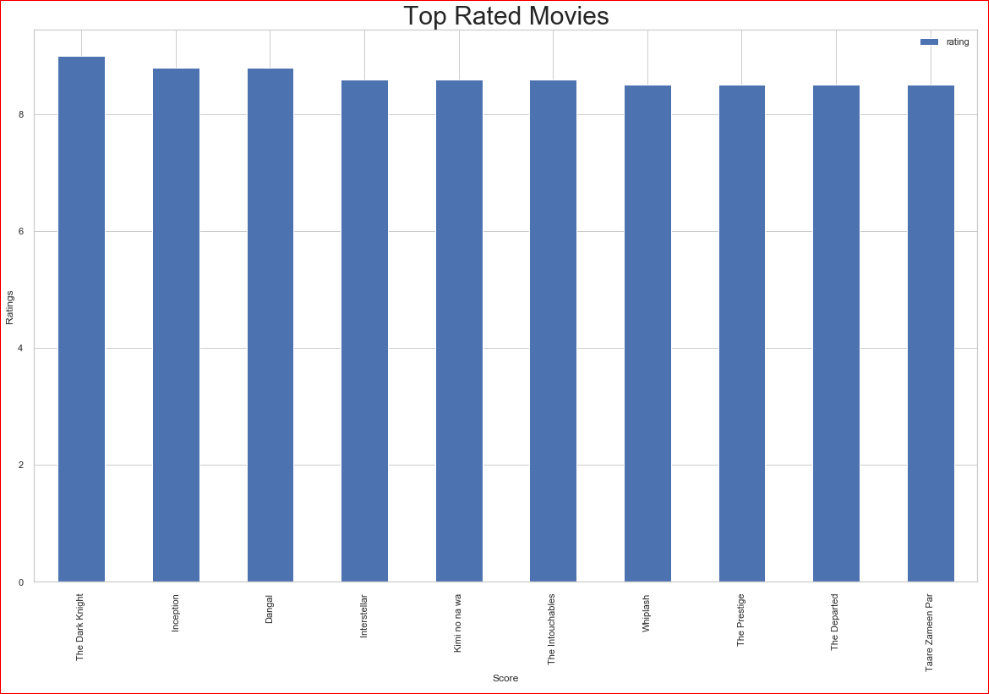 Top Rated Movies
rating
Ratings
8
6
4
2
0
The Dark Knight
Inception
Dangal
Interstellar
Kimi no na wa
The Intouchables
Whiplash
The Prestige
The Departed
Taare Zameen Par
Score